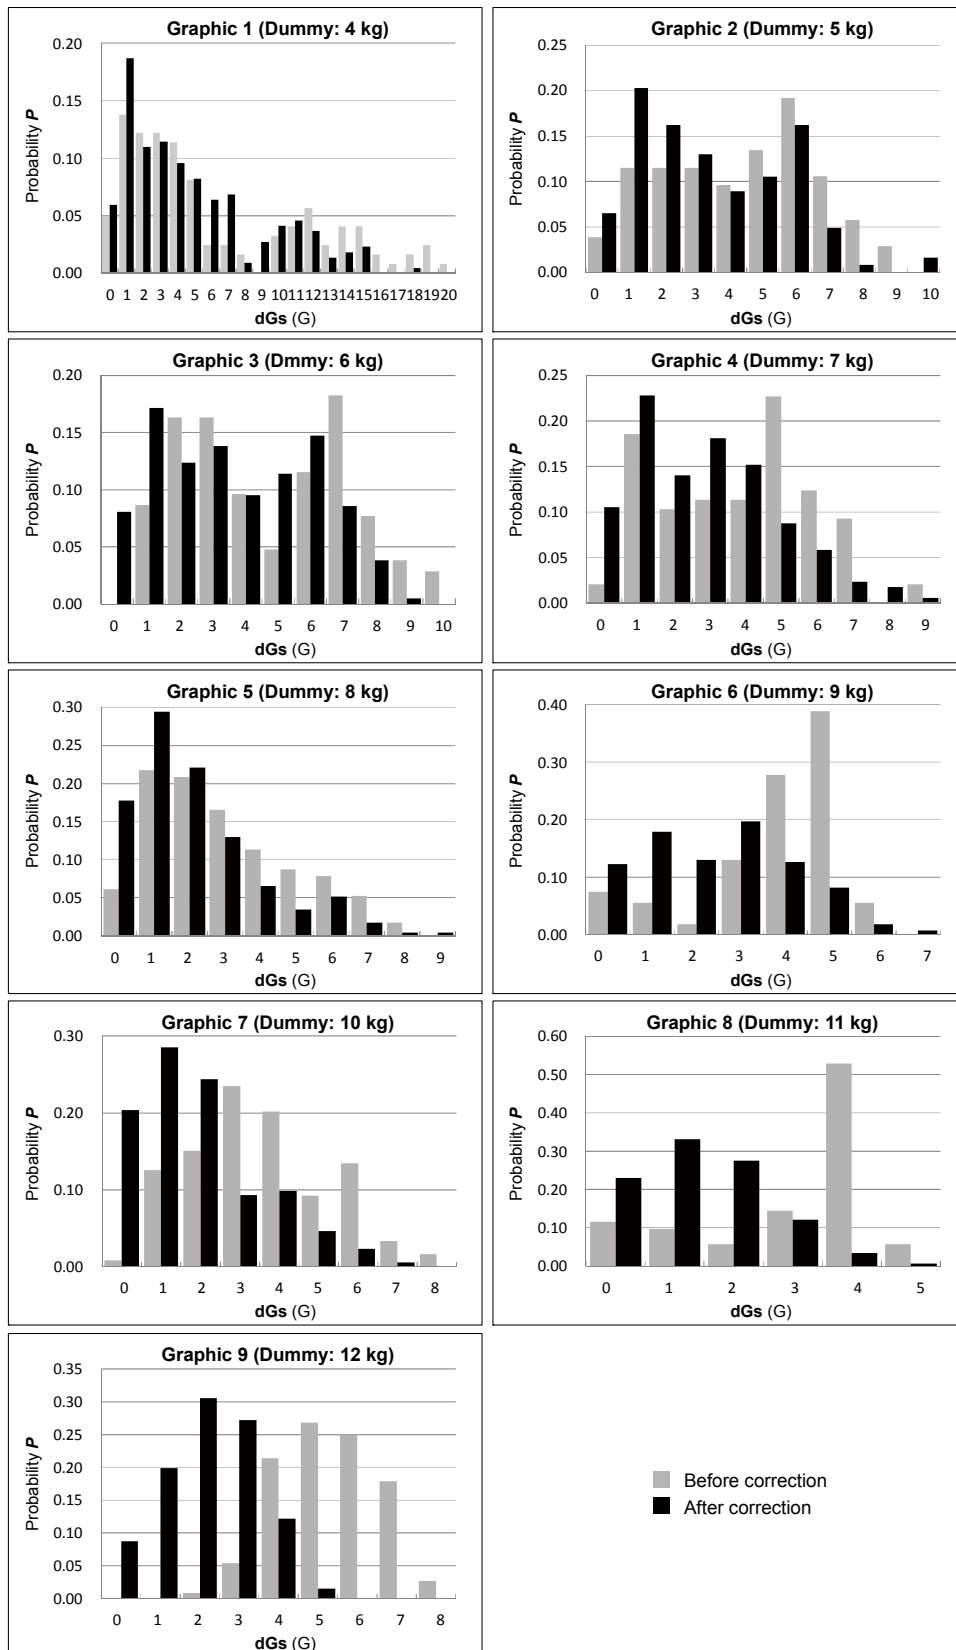 Graphic 1 (Dummy: 4 kg)
0.20
0.15
0.10
0.05
0.00
Probability P
0 1 2 3 4 5 6 7 8 9 10 11 12 13 14 15 16 17 18 19 20
dGs (G)
Graphic 2 (Dummy: 5 kg)
0.25
0.20
0.15
0.10
0.05
0.00
Probability P
0 1 2 3 4 5 6 7 8 9 10
dGs (G)
Graphic 3 (Dmmy: 6 kg)
0.20
0.15
0.10
0.05
0.00
Probability P
0 1 2 3 4 5 6 7 8 9 10
dGs (G)
Graphic 4 (Dummy: 7 kg)
0.25
0.20
0.15
0.10
0.05
0.00
Probability P
0 1 2 3 4 5 6 7 8 9
dGs (G)
Graphic 5 (Dummy: 8 kg)
0.30
0.25
0.20
0.15
0.10
0.05
0.00
Probability P
0 1 2 3 4 5 6 7 8 9
dGs (G)
Graphic 6 (Dummy: 9 kg)
0.40
0.30
0.20
0.10
0.00
Probability P
0 1 2 3 4 5 6 7
dGs (G)
Graphic 7 (Dummy: 10 kg)
0.30
0.20
0.10
0.00
Probability P
0 1 2 3 4 5 6 7 8
dGs (G)
Graphic 8 (Dummy: 11 kg)
0.60
0.50
0.40
0.30
0.20
0.10
0.00
Probability P
0 1 2 3 4 5
dGs (G)
Graphic 9 (Dummy: 12 kg)
0.35
0.30
0.25
0.20
0.15
0.10
0.05
0.00
Probability P
0 1 2 3 4 5 6 7 8
dGs (G)
Before correction
After correction